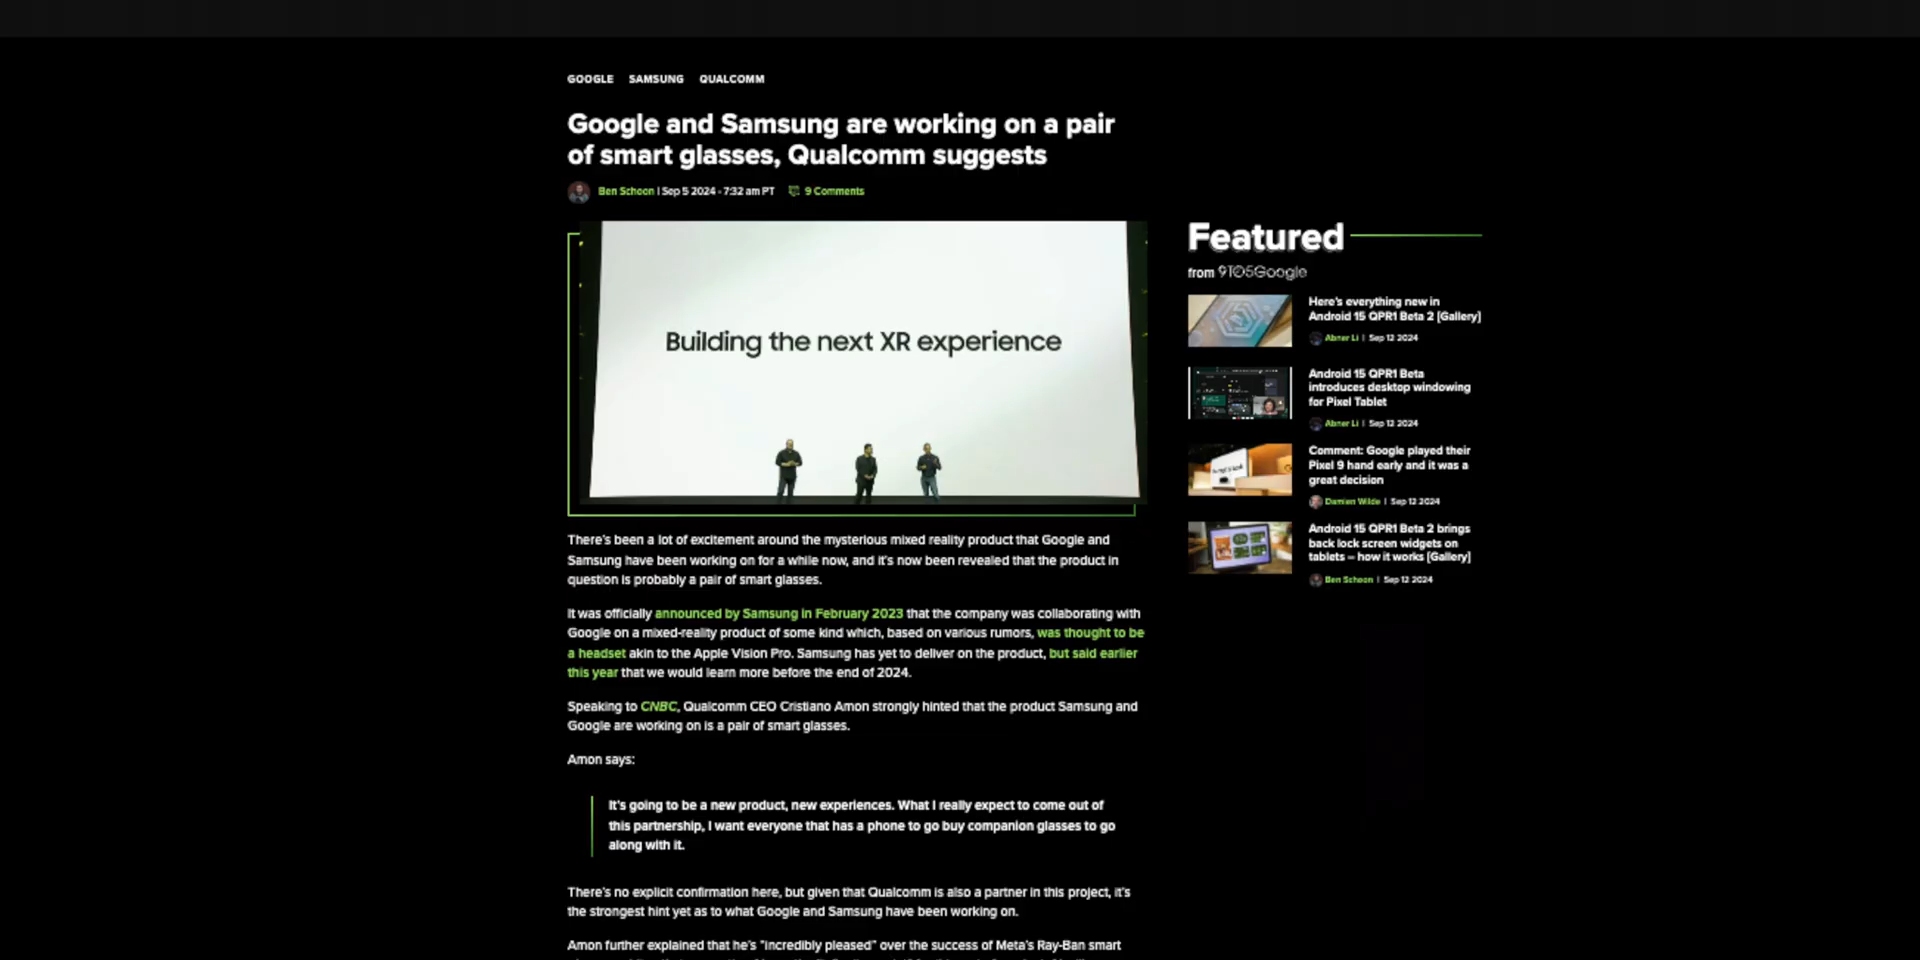 GOOGLE SAMSUNG QUALCOMM
Google and Samsung are working on a pair
of smart glasses, Qualcomm suggests
Ben Schoon | Sep 5 2024 - 7:32 am PT 9 Comments
Building the next XR experience
There's been a lot of excitement around the mysterious mixed reality product that Google and
Samsung have been working on for a while now, and it's now been revealed that the product in
question is probably a pair of smart glasses.
It was officially announced by Samsung in February 2023 that the company was collaborating with
Google on a mixed-reality product of some kind which, based on various rumors, was thought to be
a headset akin to the Apple Vision Pro. Samsung has yet to deliver on the product, but said earlier
this year that we would learn more before the end of 2024.
Speaking to CNBC, Qualcomm CEO Cristiano Amon strongly hinted that the product Samsung and
Google are working on is a pair of smart glasses.
Amon says:
It's going to be a new product, new experiences. What I really expect to come out of
this partnership, I want everyone that has a phone to go buy companion glasses to go
along with it.
There's no explicit confirmation here, but given that Qualcomm is also a partner in this project, it's
the strongest hint yet as to what Google and Samsung have been working on.
Amon further explained that he's "incredibly pleased" over the success of Meta's Ray-Ban smart
Featured
from 9TO5Google
Here's everything new in
Android 15 QPR1 Beta 2 [Gallery]
Abner Li | Sep 12 2024
Android 15 QPR1 Beta
introduces desktop windowing
for Pixel Tablet
Abner Li | Sep 12 2024
Comment: Google played their
Pixel 9 hand early and it was a
great decision
Damien Wilde | Sep 12 2024
Android 15 QPR1 Beta 2 brings
back lock screen widgets on
tablets – how it works [Gallery]
Ben Schoon | Sep 12 2024